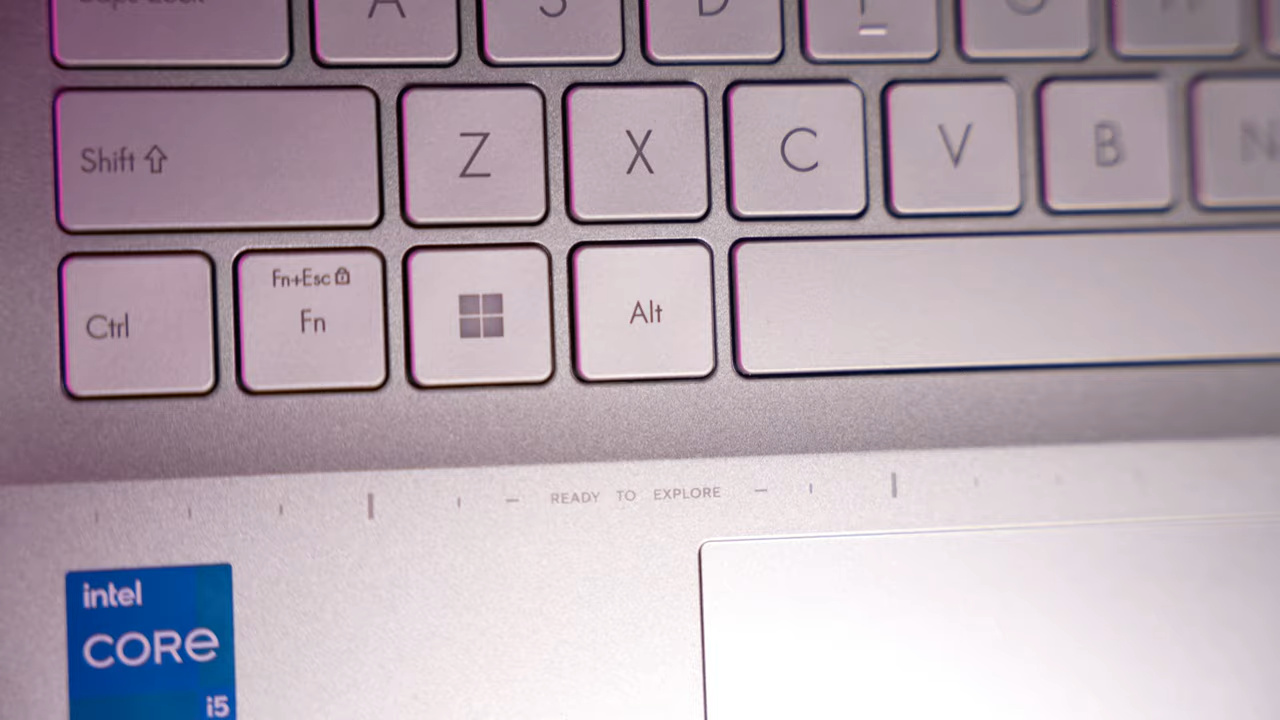 A S D F
Shift Z X C V B N
Fn+Esc
Ctrl Fn Alt
READY TO EXPLORE
intel
CORE
i5